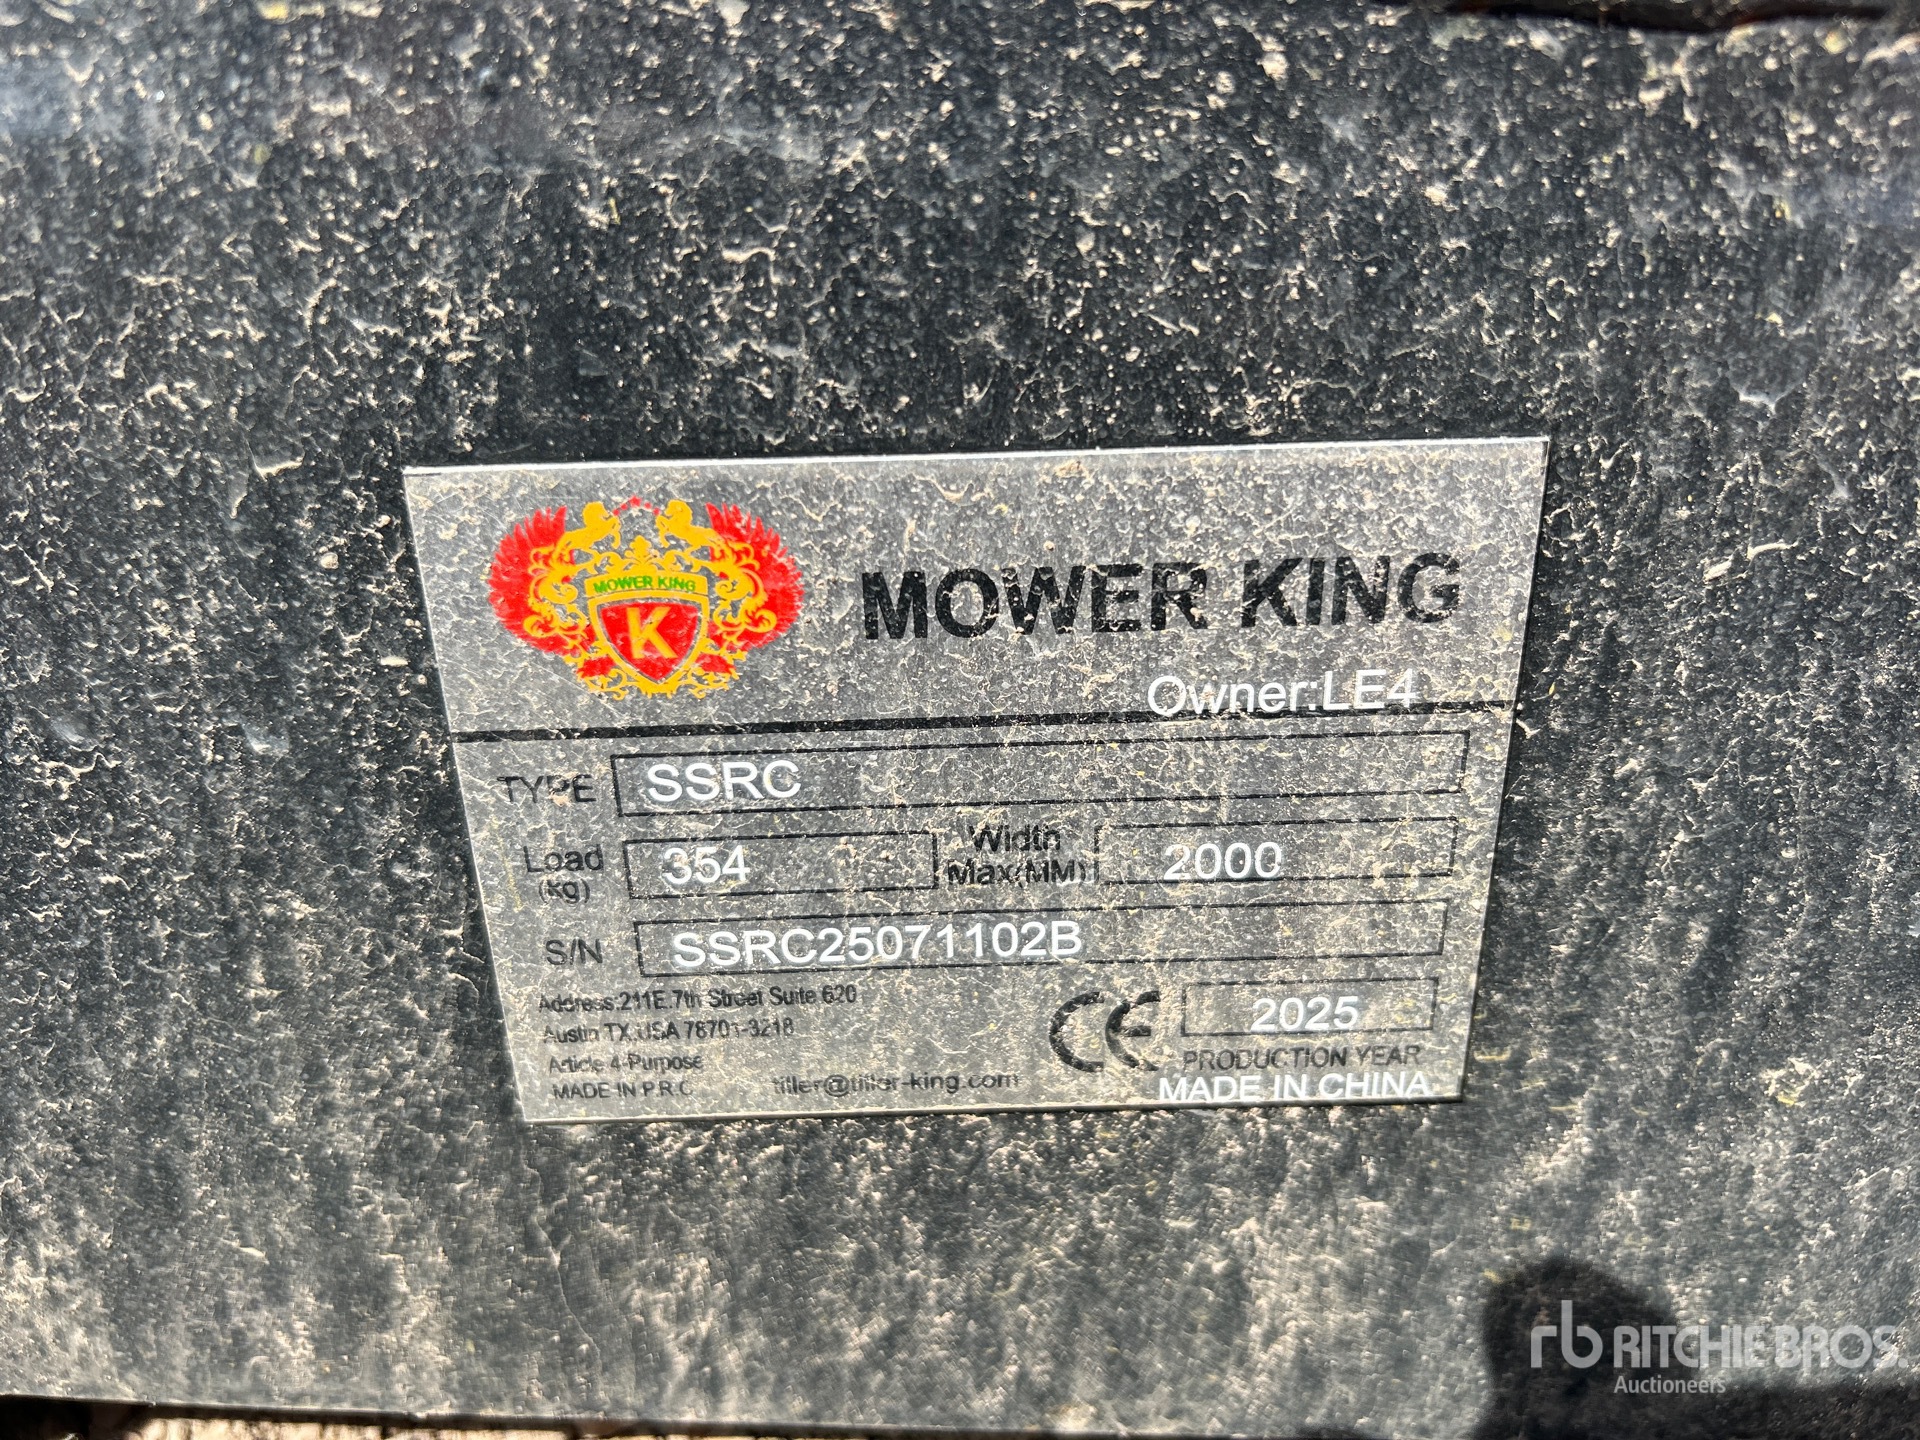 MOWER KING
K
MOWER KING
Owner:LE4
TYPE SSRC
Load (kg) 354 Width Max(MM) 2000
S/N SSRC25071102B
Address:211E.7th Street Suite 620
Austin TX,USA 78701-3218
Article 4-Purpose
MADE IN P.R.C tiller@tiller-king.com
CE 2025
PRODUCTION YEAR
MADE IN CHINA
rb RITCHIE BROS.
Auctioneers